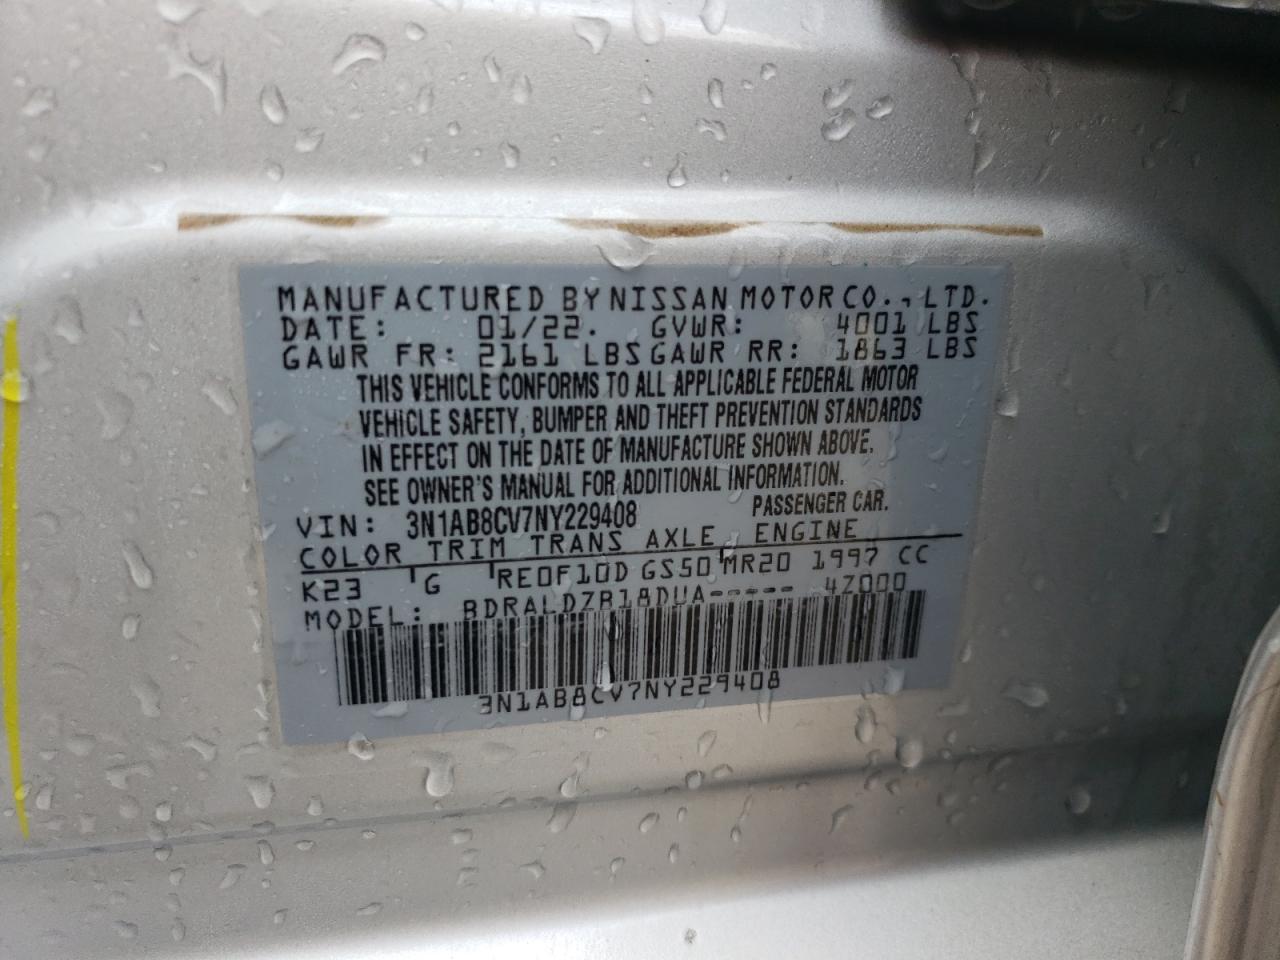 MANUFACTURED BY NISSAN MOTOR CO., LTD.
DATE: 01/22. GVWR: 4001 LBS
GAWR FR: 2161 LBS GAWR RR: 1863 LBS
THIS VEHICLE CONFORMS TO ALL APPLICABLE FEDERAL MOTOR
VEHICLE SAFETY, BUMPER AND THEFT PREVENTION STANDARDS
IN EFFECT ON THE DATE OF MANUFACTURE SHOWN ABOVE.
SEE OWNER'S MANUAL FOR ADDITIONAL INFORMATION.
VIN: 3N1AB8CV7NY229408 PASSENGER CAR.
COLOR TRIM TRANS AXLE ENGINE
K23 G RE0F10D GS50 MR20 1997 CC
MODEL: BDRALDZB18DUA----- 4Z000
3N1AB8CV7NY229408